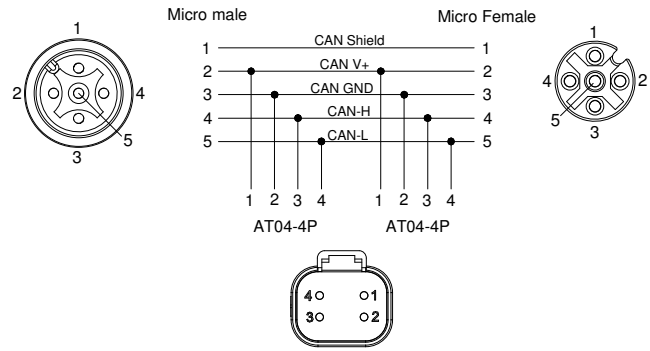 Micro male
Micro Female
1
2
4
5
3
1 CAN Shield 1
2 CAN V+ 2
3 CAN GND 3
4 CAN-H 4
5 CAN-L 5
1 2 3 4 1 2 3 4
AT04-4P AT04-4P
1
4 2
5
3
4 1
3 2